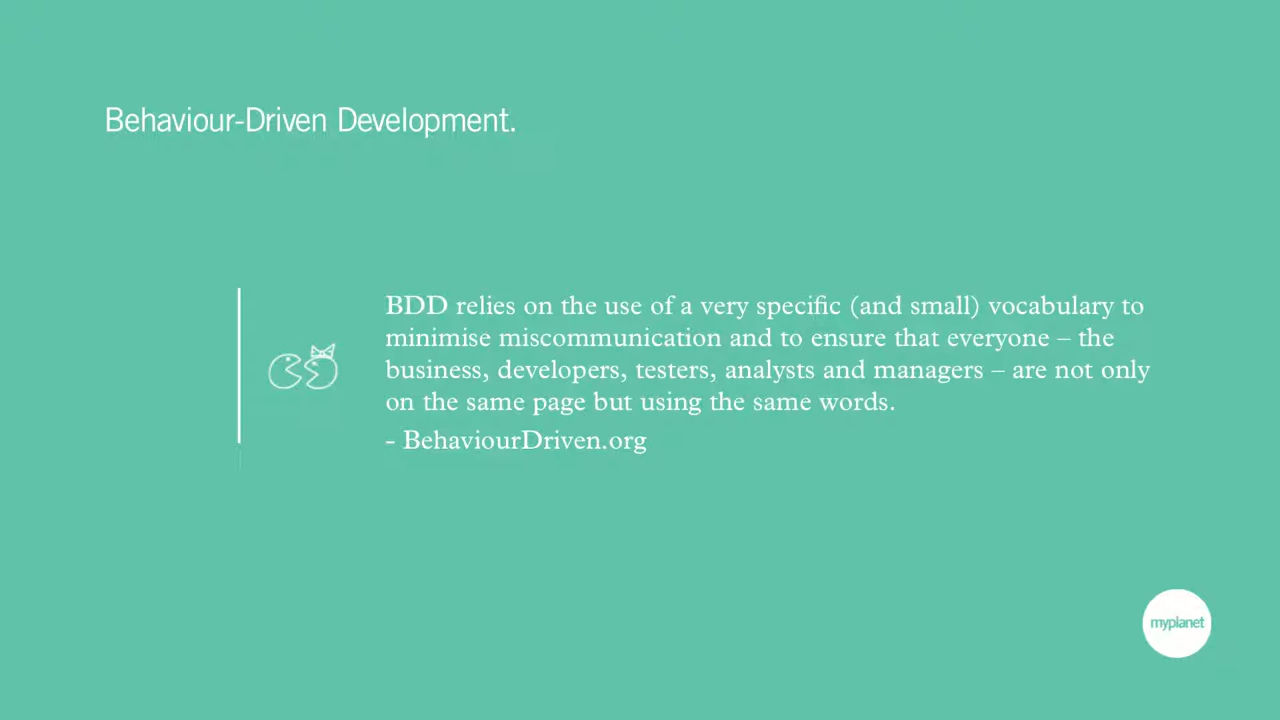 Behaviour-Driven Development.
BDD relies on the use of a very specific (and small) vocabulary to
minimise miscommunication and to ensure that everyone – the
business, developers, testers, analysts and managers – are not only
on the same page but using the same words.
- BehaviourDriven.org
myplanet